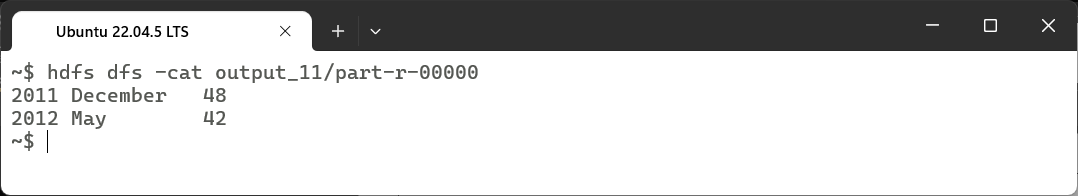 Ubuntu 22.04.5 LTS
~$ hdfs dfs -cat output_11/part-r-00000
2011 December   48
2012 May        42
~$